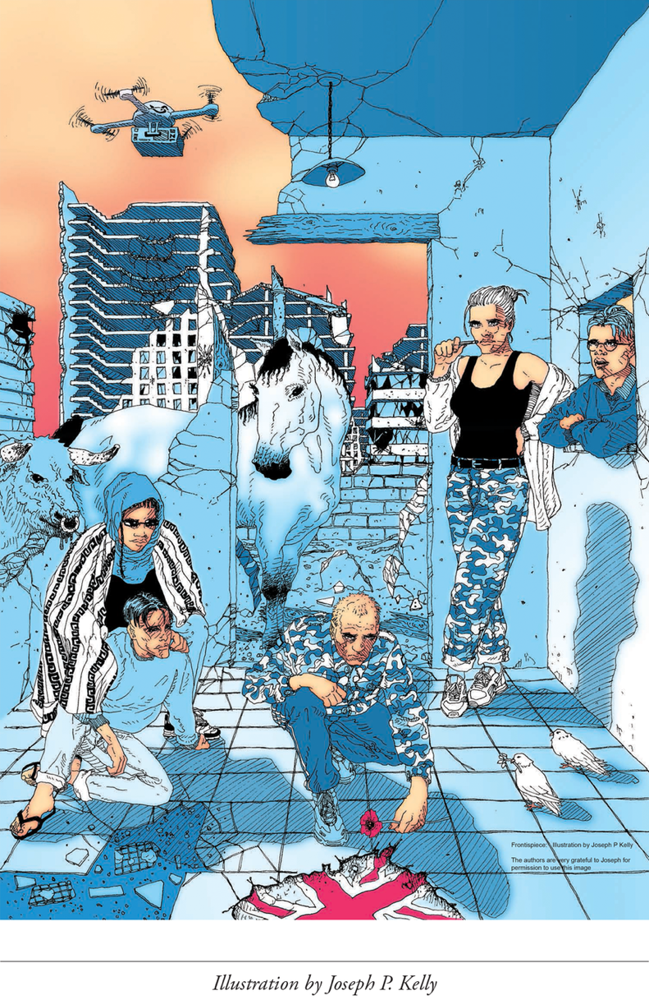 Frontispiece: Illustration by Joseph P Kelly
The authors are very grateful to Joseph for
permission to use this image
Illustration by Joseph P. Kelly